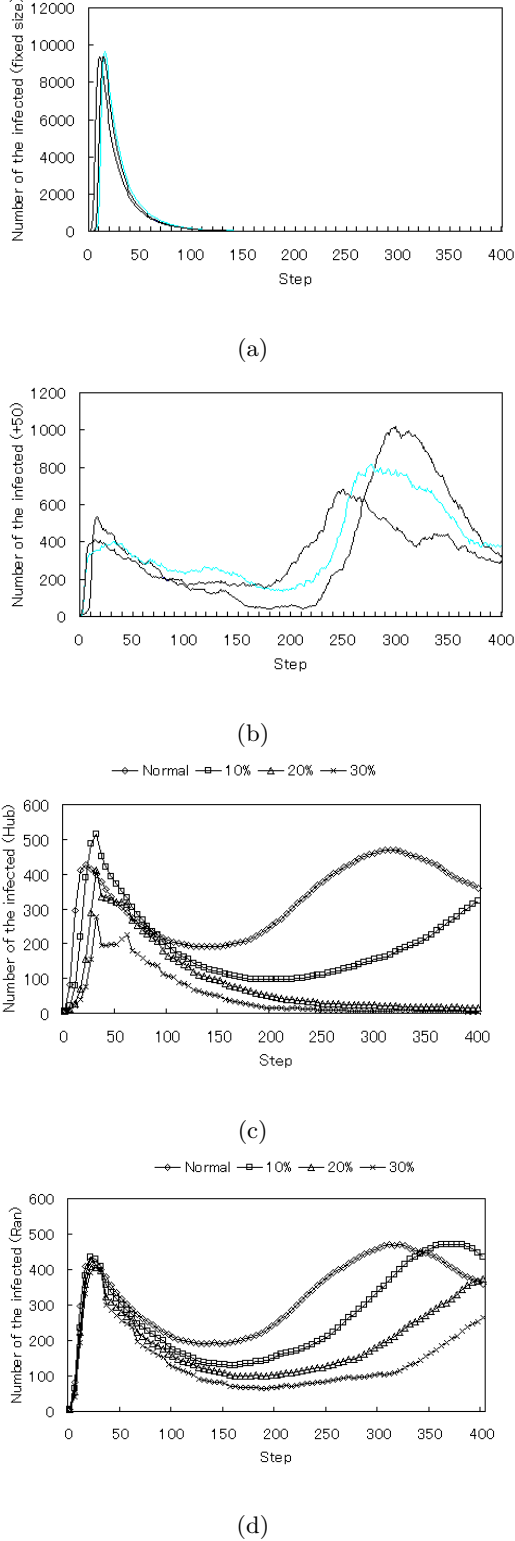 Number of the infected (fixed size)
12000
10000
8000
6000
4000
2000
0
0 50 100 150 200 250 300 350 400
Step
(a)
Number of the infected (+50)
1200
1000
800
600
400
200
0
0 50 100 150 200 250 300 350 400
Step
(b)
Normal 10% 20% 30%
Number of the infected (Hub)
600
500
400
300
200
100
0
0 50 100 150 200 250 300 350 400
Step
(c)
Normal 10% 20% 30%
Number of the infected (Ran)
600
500
400
300
200
100
0
0 50 100 150 200 250 300 350 400
Step
(d)